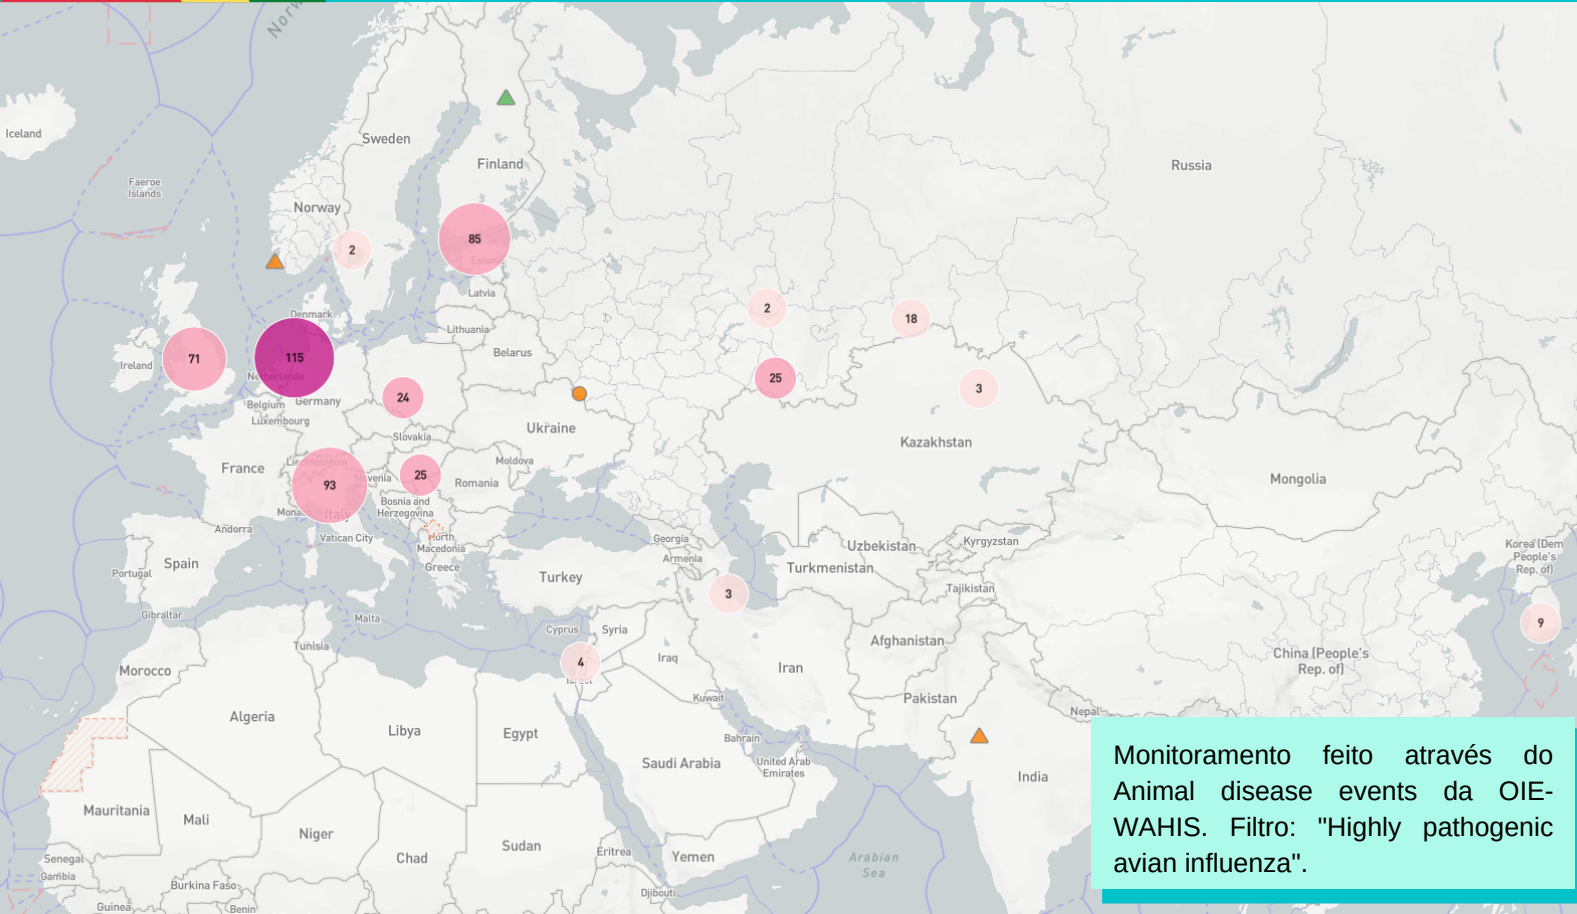 Norw
Iceland
Sweden
Finland
Russia
Faeroe
Islands
Norway
85
2
Estonia
Latvia
2
18
Denmark
Lithuania
71
115
Ireland
Belarus
Netherlands
25
3
24
Belgium
Germany
Luxembourg
Ukraine
Slovakia
Kazakhstan
France
Liechtenstein
Moldova
25
Slovenia
Romania
Mongolia
93
Bosnia and
Herzegovina
Italy
Andorra
Vatican City
North
Macedonia
Georgia
Kyrgyzstan
Uzbekistan
Korea (Dem
People's
Rep. of)
Armenia
Spain
Greece
Turkey
Turkmenistan
Portugal
Tajikistan
3
Gibraltar
Malta
9
Cyprus
Syria
Tunisia
Afghanistan
China (People's
Rep. of)
Iraq
4
Iran
Morocco
Israel
Kuwait
Pakistan
Nepal
Algeria
Libya
Egypt
Bahrain
Saudi Arabia
United Arab
Emirates
India
Mauritania
Mali
Niger
Sudan
Chad
Eritrea
Yemen
Arabian
Sea
Senegal
Gambia
Burkina Faso
Djibouti
Guinea
Benin
Monitoramento feito através do
Animal disease events da OIE-
WAHIS. Filtro: "Highly pathogenic
avian influenza".